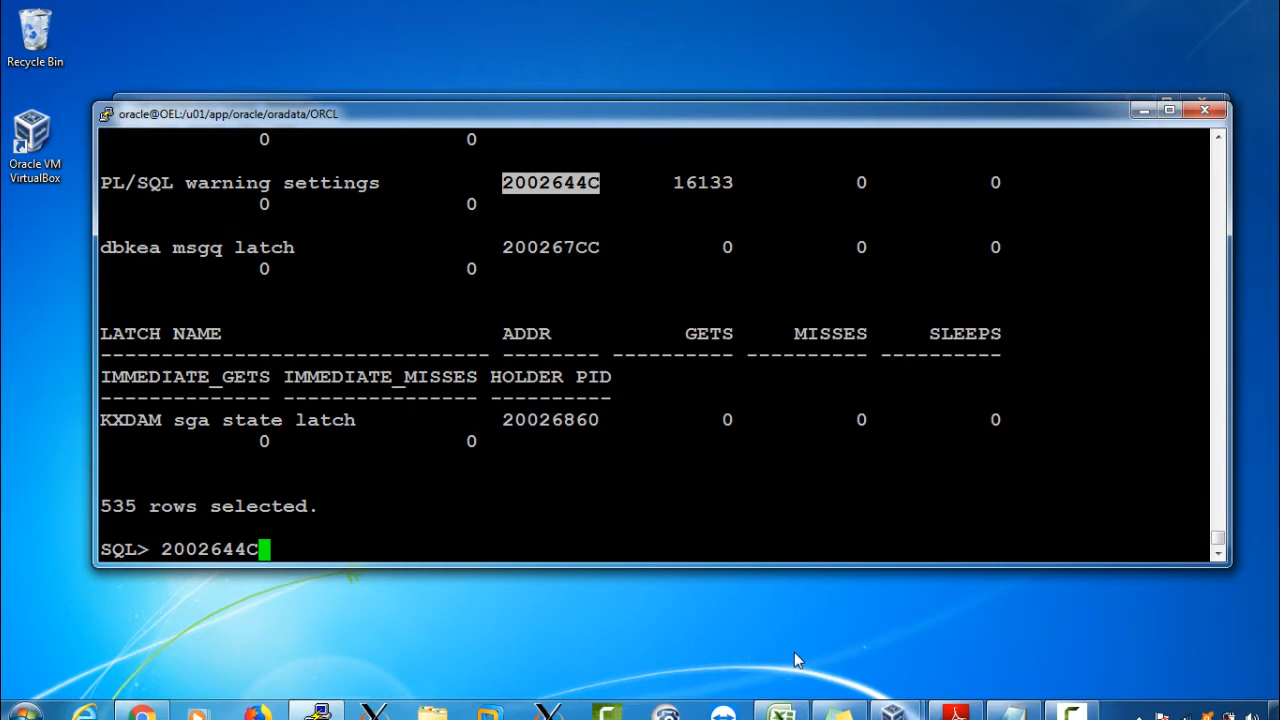 Recycle Bin
Oracle VM
VirtualBox
oracle@OEL:/u01/app/oracle/oradata/ORCL
0 0
PL/SQL warning settings 2002644C 16133 0 0
0 0
dbkea msgq latch 200267CC 0 0 0
0 0
LATCH NAME ADDR GETS MISSES SLEEPS
-------------------------------- -------- ---------- ---------- ----------
IMMEDIATE_GETS IMMEDIATE_MISSES HOLDER PID
-------------- ---------------- ----------
KXDAM sga state latch 20026860 0 0 0
0 0
535 rows selected.
SQL> 2002644C